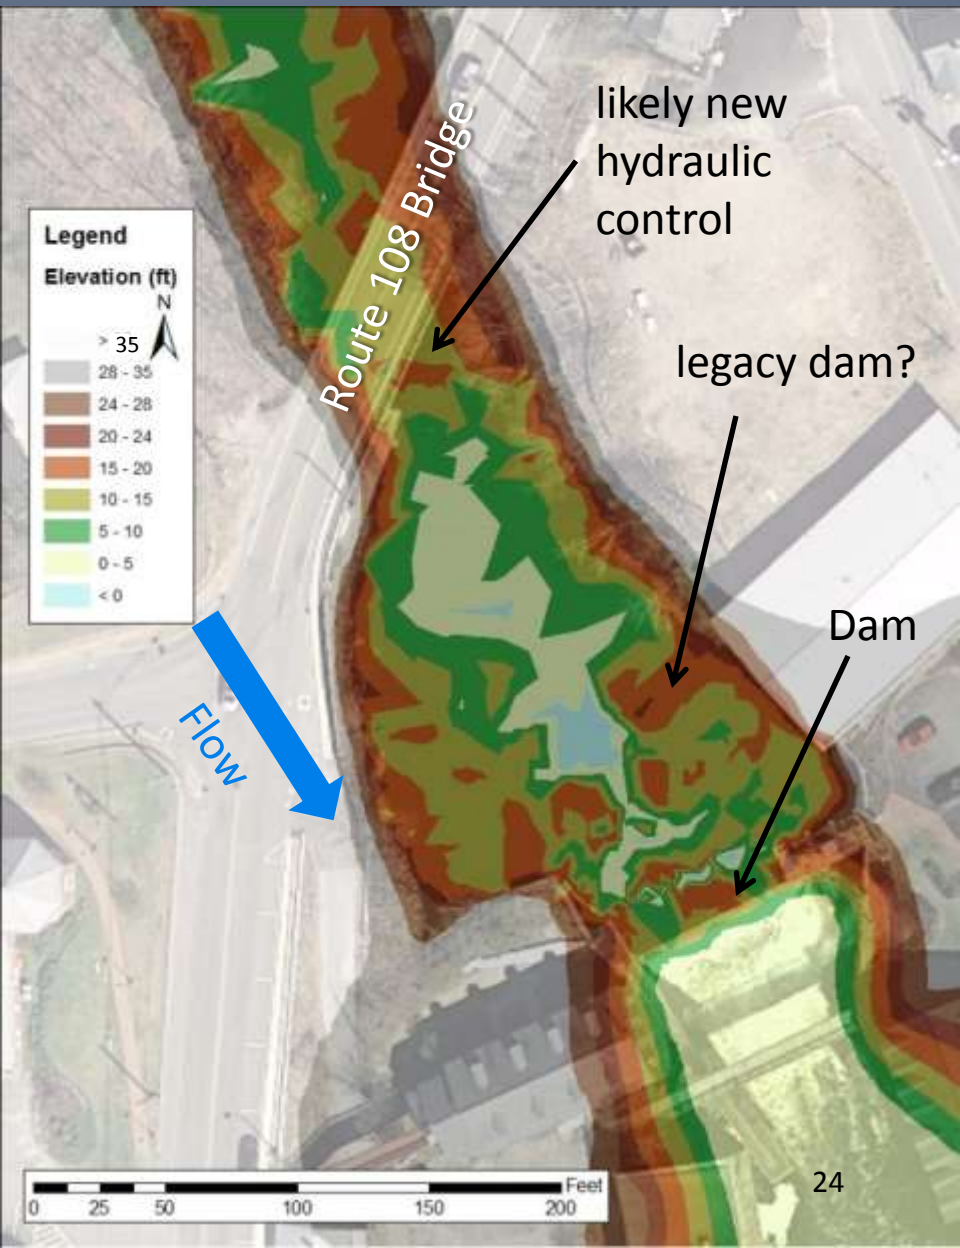 likely new
hydraulic
control
Route 108 Bridge
Legend
Elevation (ft)
N
> 35
28 - 35
24 - 28
20 - 24
15 - 20
10 - 15
5 - 10
0 - 5
< 0
legacy dam?
Dam
Flow
24
Feet
0 25 50 100 150 200